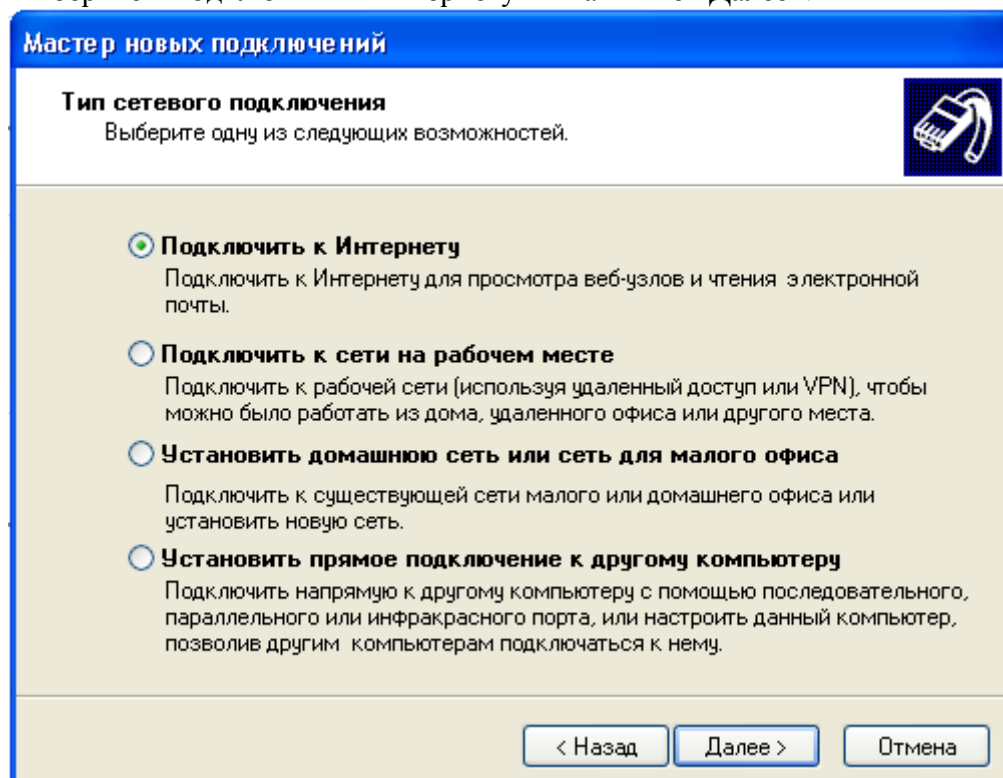 Мастер новых подключений
Тип сетевого подключения
Выберите одну из следующих возможностей.
Подключить к Интернету
Подключить к Интернету для просмотра веб-узлов и чтения электронной
почты.
Подключить к сети на рабочем месте
Подключить к рабочей сети (используя удаленный доступ или VPN), чтобы
можно было работать из дома, удаленного офиса или другого места.
Установить домашнюю сеть или сеть для малого офиса
Подключить к существующей сети малого или домашнего офиса или
установить новую сеть.
Установить прямое подключение к другому компьютеру
Подключить напрямую к другому компьютеру с помощью последовательного,
параллельного или инфракрасного порта, или настроить данный компьютер,
позволив другим компьютерам подключаться к нему.
< Назад Далее > Отмена